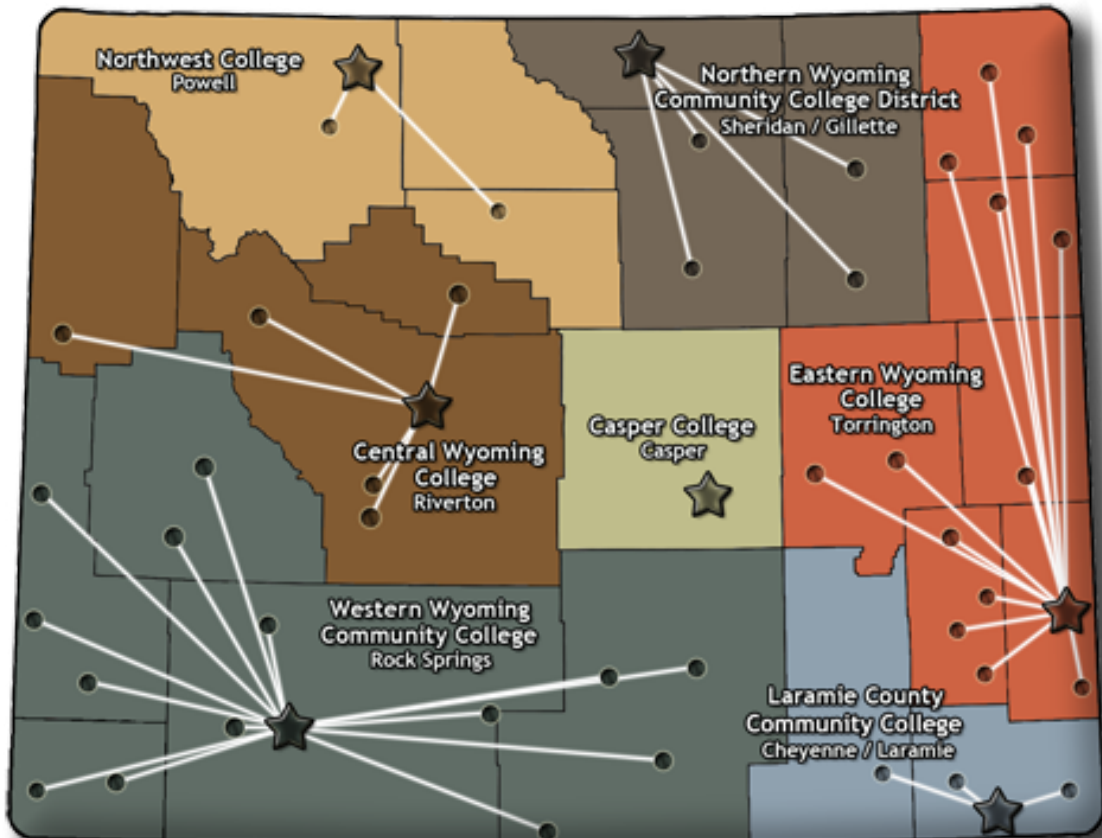 Northwest College
Powell
Northern Wyoming
Community College District
Sheridan / Gillette
Eastern Wyoming
College
Torrington
Casper College
Casper
Central Wyoming
College
Riverton
Western Wyoming
Community College
Rock Springs
Laramie County
Community College
Cheyenne / Laramie